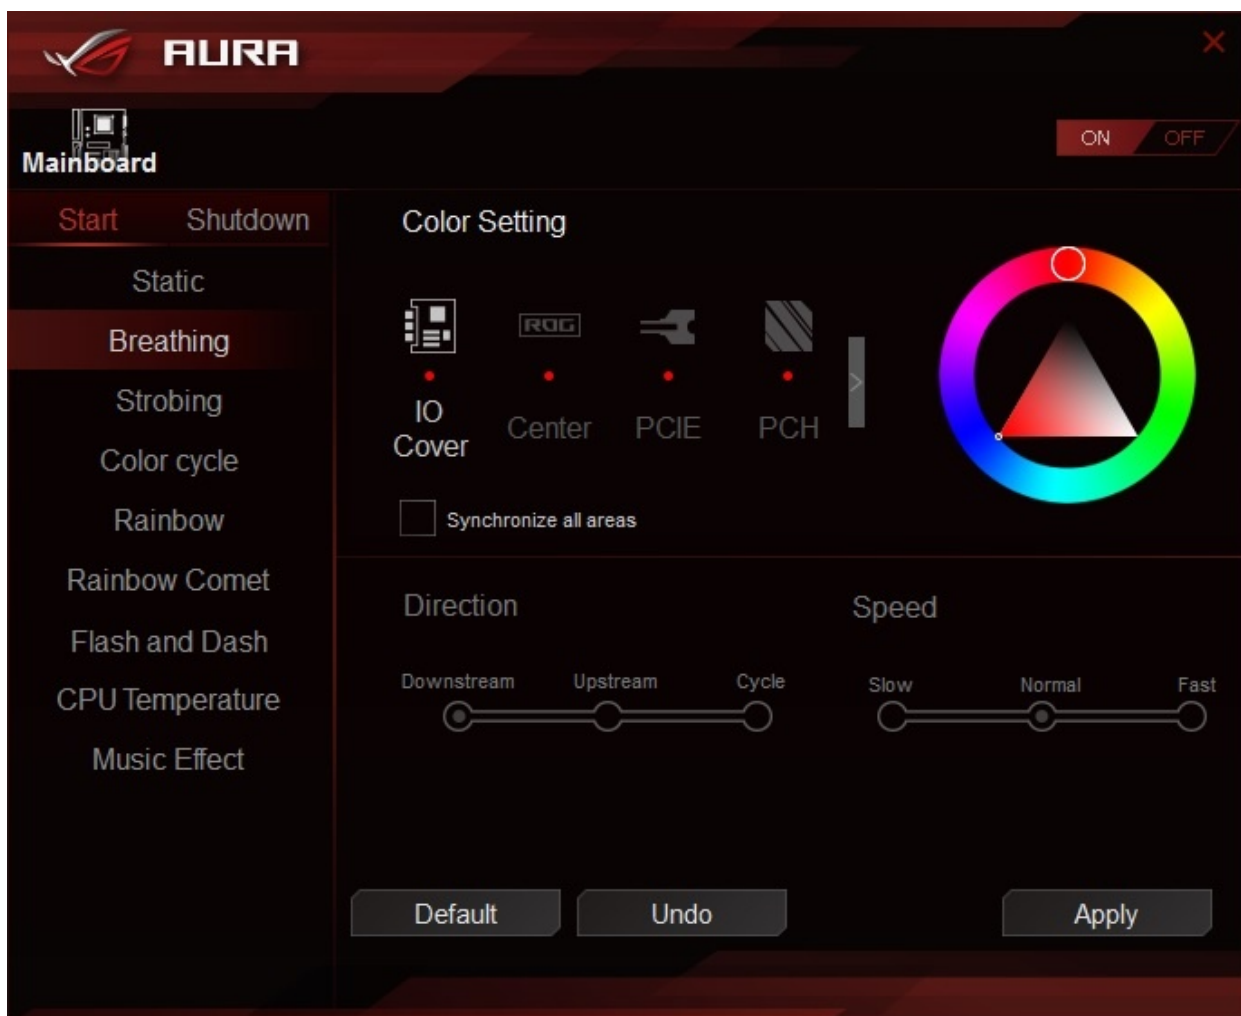 AURA
Mainboard
ON OFF
Start Shutdown
Static
Breathing
Strobing
Color cycle
Rainbow
Rainbow Comet
Flash and Dash
CPU Temperature
Music Effect
Color Setting
ROG
IO
Cover
Center
PCIE
PCH
Synchronize all areas
Direction
Downstream Upstream Cycle
Speed
Slow Normal Fast
Default Undo Apply